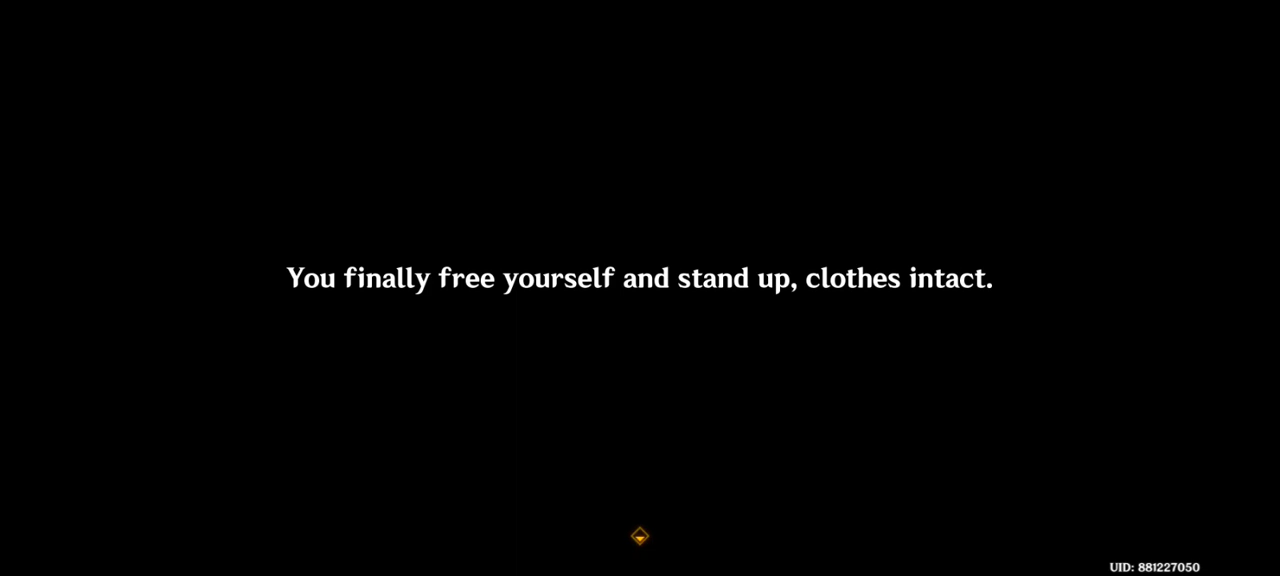 You finally free yourself and stand up, clothes intact.
UID: 881227050